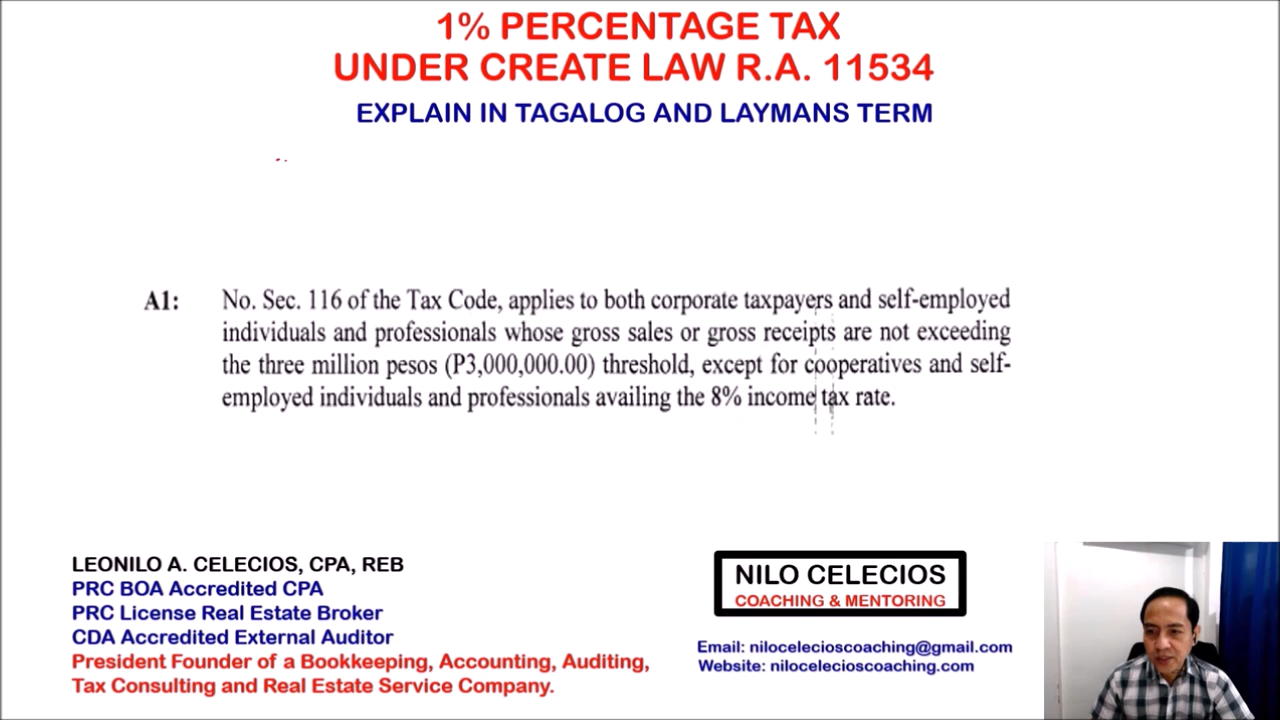 1% PERCENTAGE TAX
UNDER CREATE LAW R.A. 11534
EXPLAIN IN TAGALOG AND LAYMANS TERM
A1: No. Sec. 116 of the Tax Code, applies to both corporate taxpayers and self-employed
individuals and professionals whose gross sales or gross receipts are not exceeding
the three million pesos (P3,000,000.00) threshold, except for cooperatives and self-
employed individuals and professionals availing the 8% income tax rate.
LEONILO A. CELECIOS, CPA, REB
PRC BOA Accredited CPA
PRC License Real Estate Broker
CDA Accredited External Auditor
President Founder of a Bookkeeping, Accounting, Auditing,
Tax Consulting and Real Estate Service Company.
NILO CELECIOS
COACHING & MENTORING
Email: nilocelecioscoaching@gmail.com
Website: nilocelecioscoaching.com